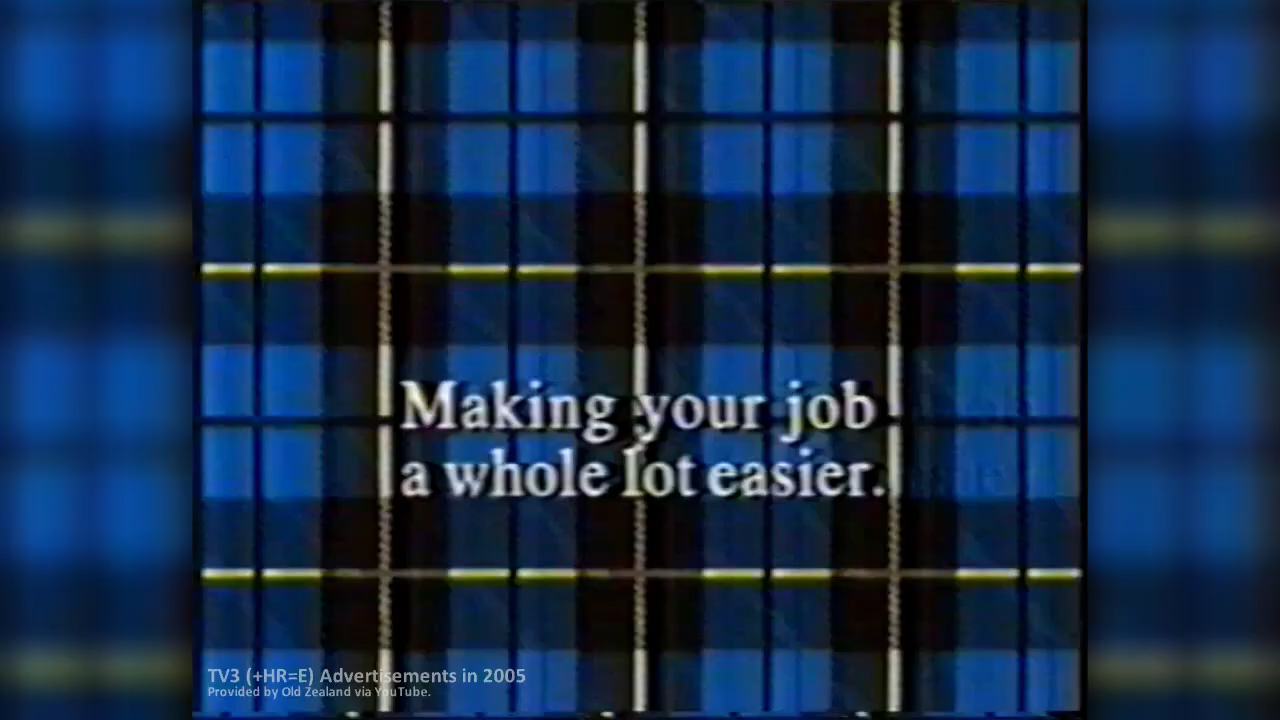 Making your job
a whole lot easier.
TV3 (+HR=E) Advertisements in 2005
Provided by Old Zealand via YouTube.